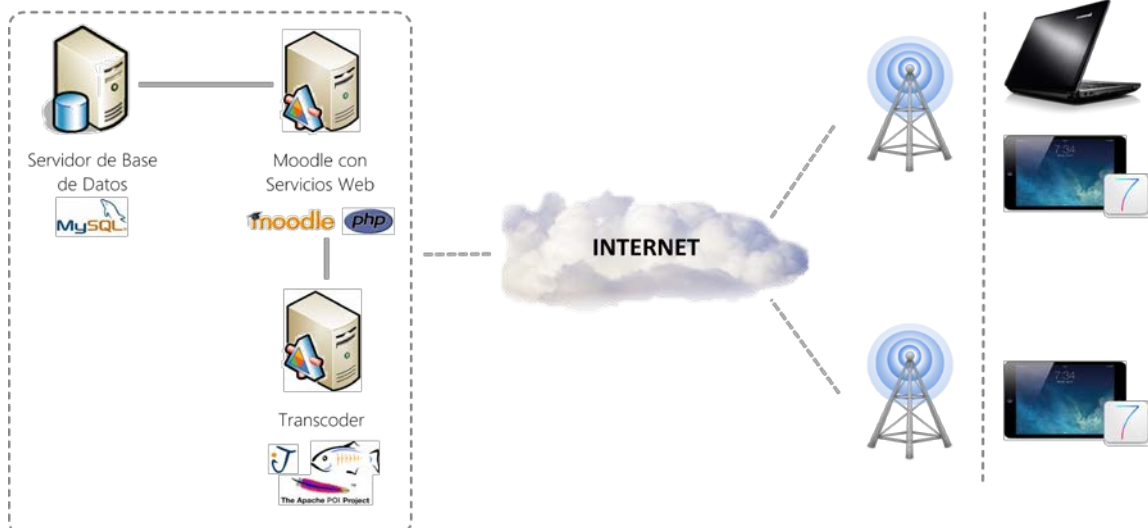 Servidor de Base
de Datos
MySQL
Moodle con
Servicios Web
moodle
php
Transcoder
J
The Apache POI Project
INTERNET
7:34
7
7:34
7